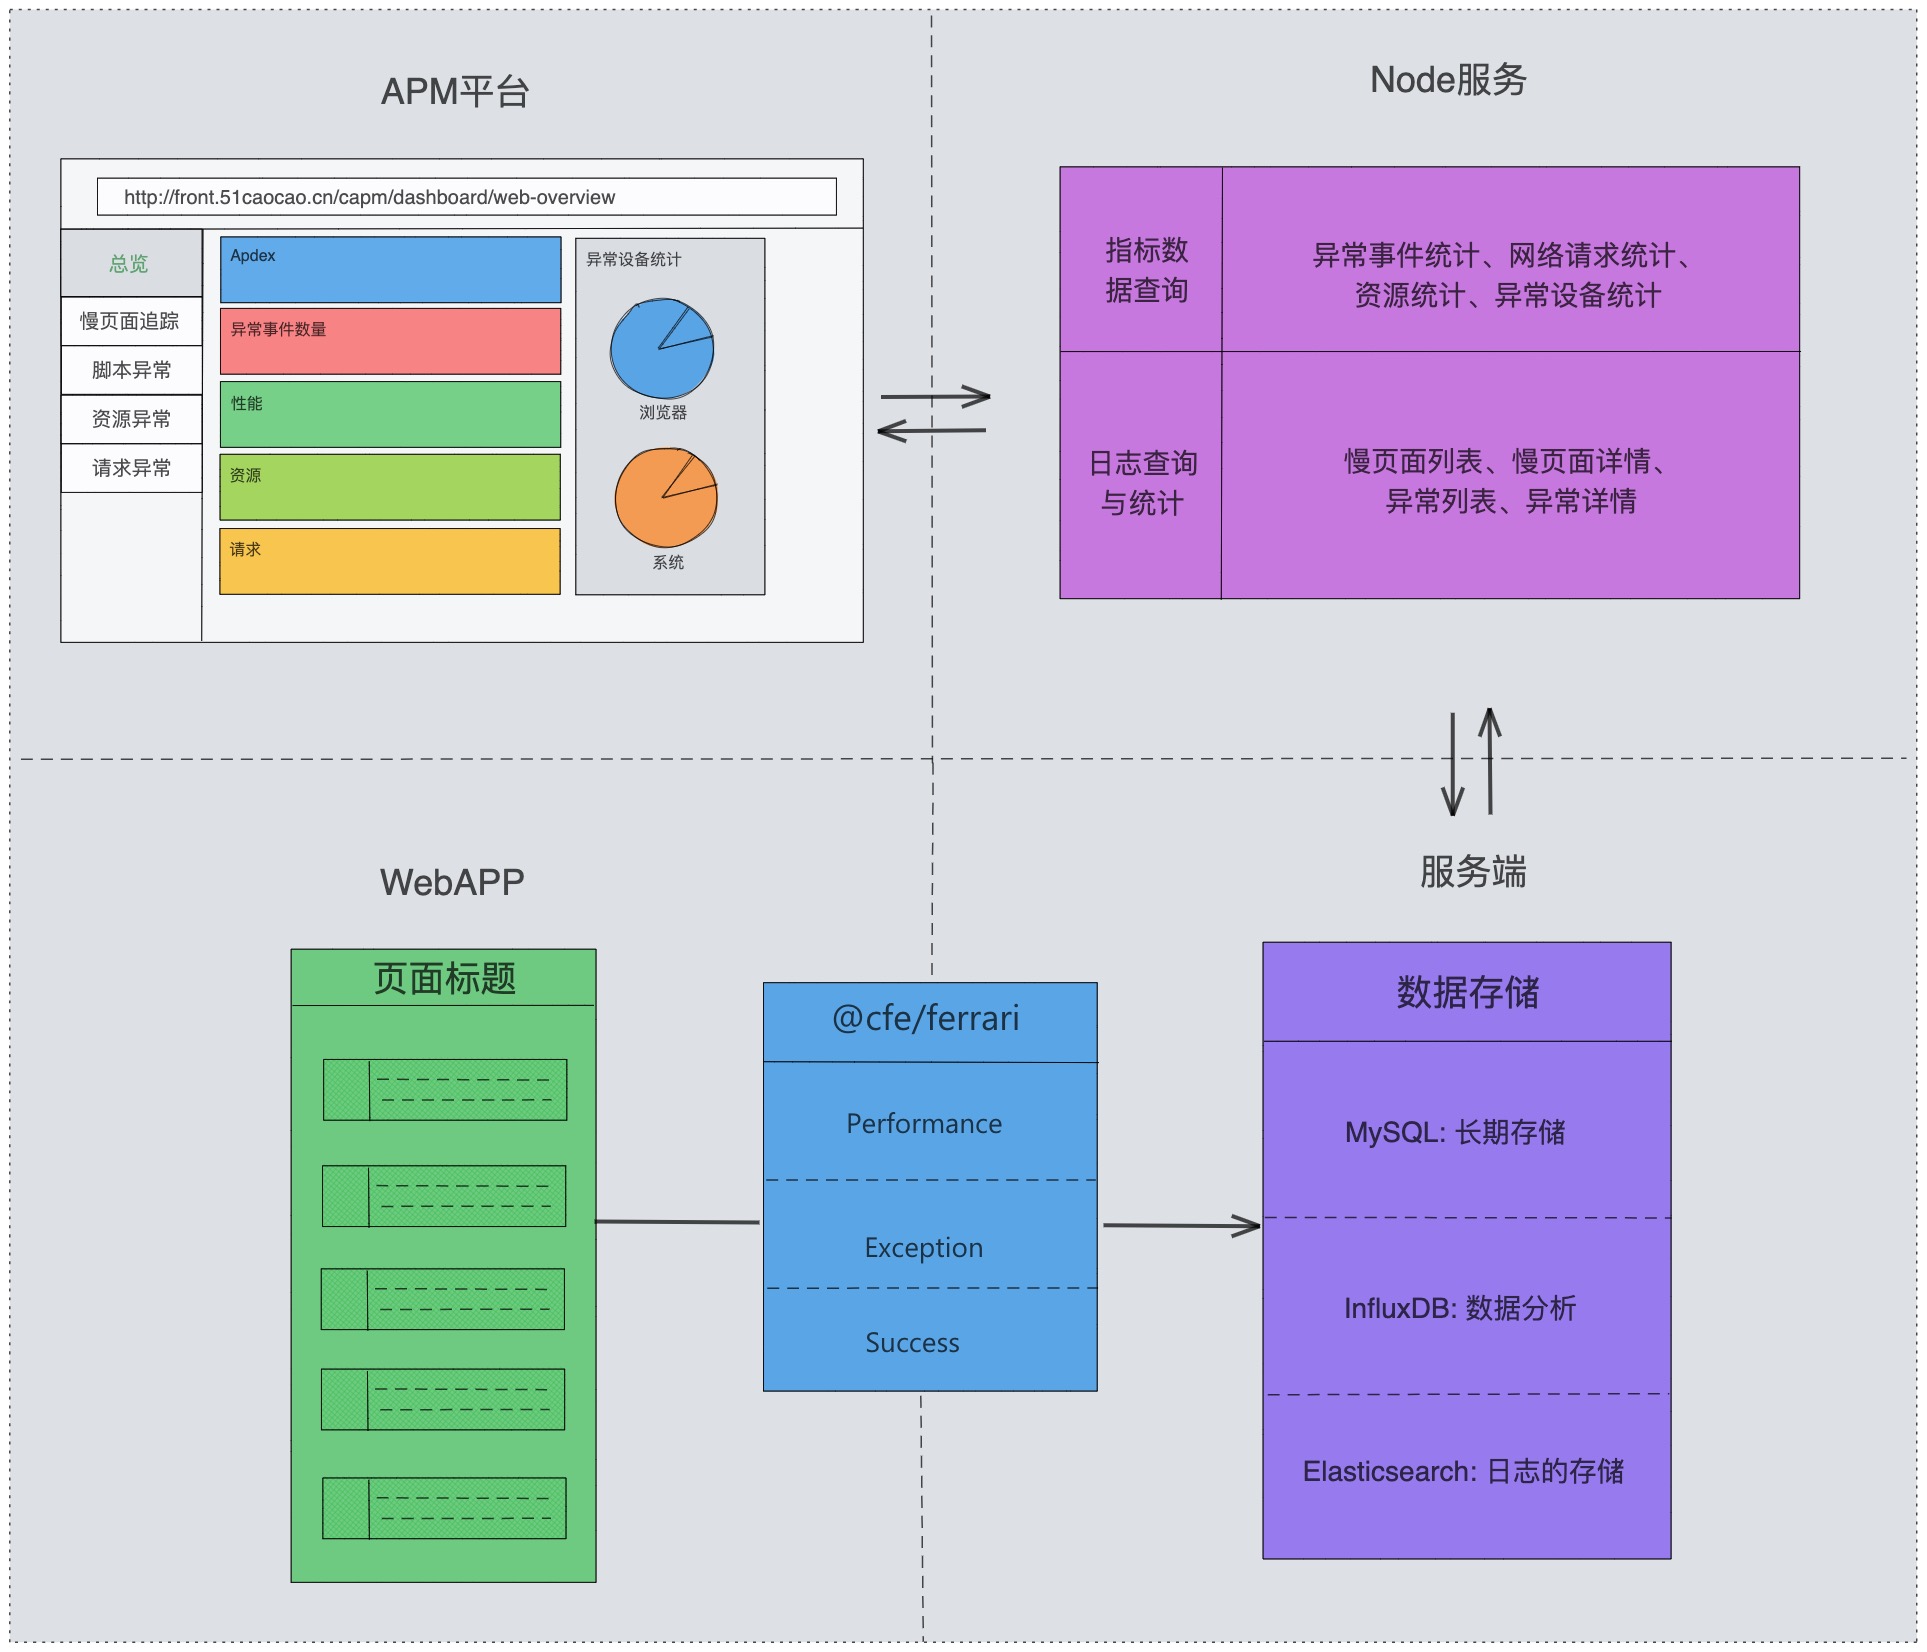 APM平台
http://front.51caocao.cn/capm/dashboard/web-overview
总览
慢页面追踪
脚本异常
资源异常
请求异常
Apdex
异常事件数量
性能
资源
请求
异常设备统计
浏览器
系统
Node服务
指标数
据查询
异常事件统计、网络请求统计、
资源统计、异常设备统计
日志查询
与统计
慢页面列表、慢页面详情、
异常列表、异常详情
WebAPP
页面标题
@cfe/ferrari
Performance
Exception
Success
服务端
数据存储
MySQL: 长期存储
InfluxDB: 数据分析
Elasticsearch: 日志的存储